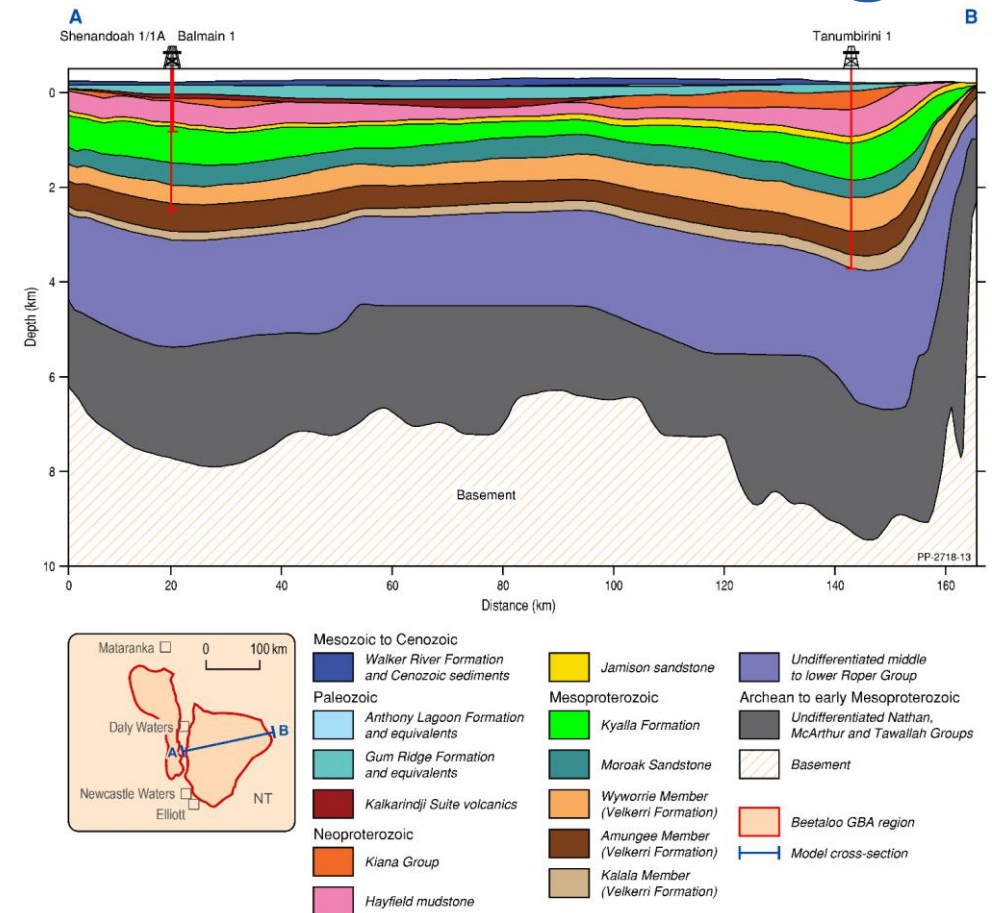 A
B
Shenandoah 1/1A
Balmain 1
Tanumbirini 1
0
2
4
6
8
10
Depth (km)
Basement
PP-2718-13
0
20
40
60
80
100
120
140
160
Distance (km)
Mataranka
0
100 km
Daly Waters
A
B
Newcastle Waters
Elliott
NT
Mesozoic to Cenozoic
Walker River Formation
and Cenozoic sediments
Paleozoic
Anthony Lagoon Formation
and equivalents
Gum Ridge Formation
and equivalents
Kalkarindji Suite volcanics
Neoproterozoic
Kiana Group
Hayfield mudstone
Jamison sandstone
Mesoproterozoic
Kyalla Formation
Moroak Sandstone
Wyworrie Member
(Velkerri Formation)
Amungee Member
(Velkerri Formation)
Kalala Member
(Velkerri Formation)
Undifferentiated middle
to lower Roper Group
Archean to early Mesoproterozoic
Undifferentiated Nathan,
McArthur and Tawallah Groups
Basement
Beetaloo GBA region
Model cross-section